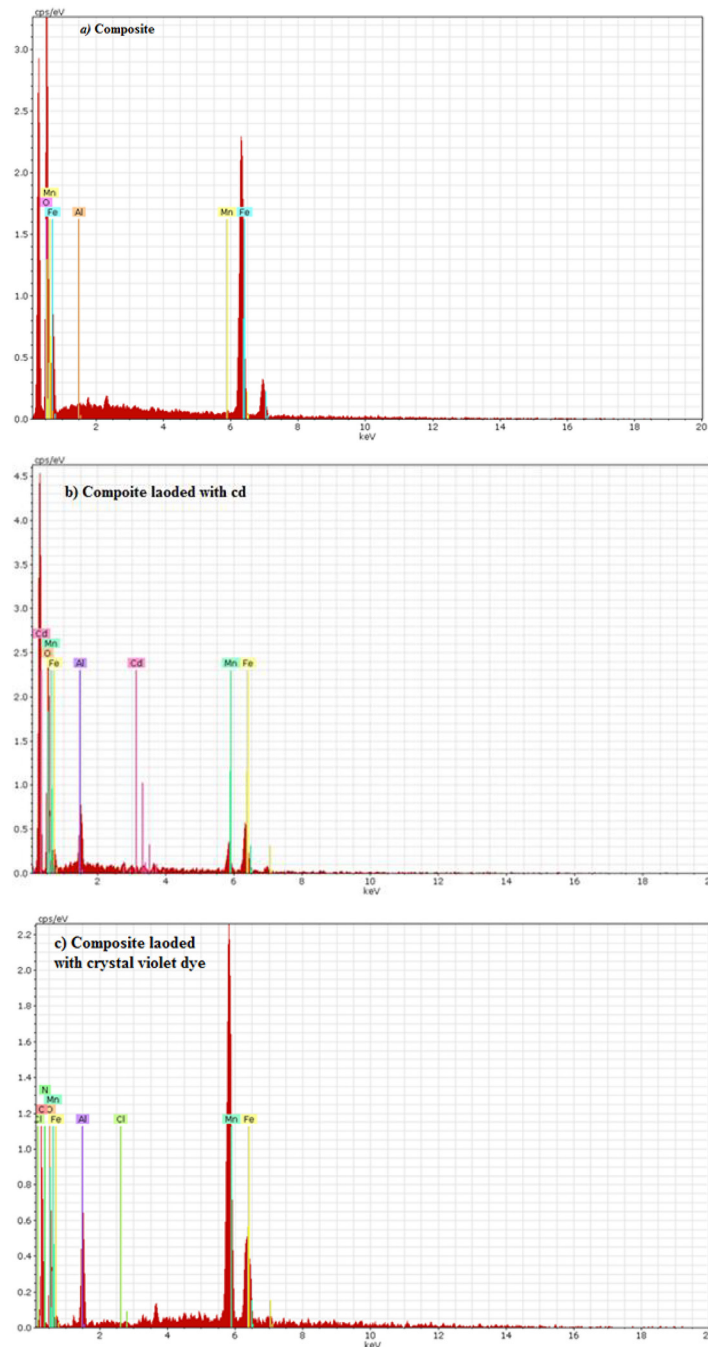 cps/eV
a) Composite
3.0
2.5
2.0
Mn
O
1.5
Fe Al Mn Fe
1.0
0.5
0.0
2 4 6 8 10 12 14 16 18 20
keV
cps/eV
b) Compoite laoded with cd
4.5
4.0
3.5
3.0
Cd
Mn
2.5
O
Fe Al Cd Mn Fe
2.0
1.5
1.0
0.5
0.0
2 4 6 8 10 12 14 16 18 20
keV
cps/eV
c) Composite laoded
with crystal violet dye
2.2
2.0
1.8
1.6
1.4
N
Mn
1.2
C O
Cl Fe Al Cl Mn Fe
1.0
0.8
0.6
0.4
0.2
0.0
2 4 6 8 10 12 14 16 18 20
keV